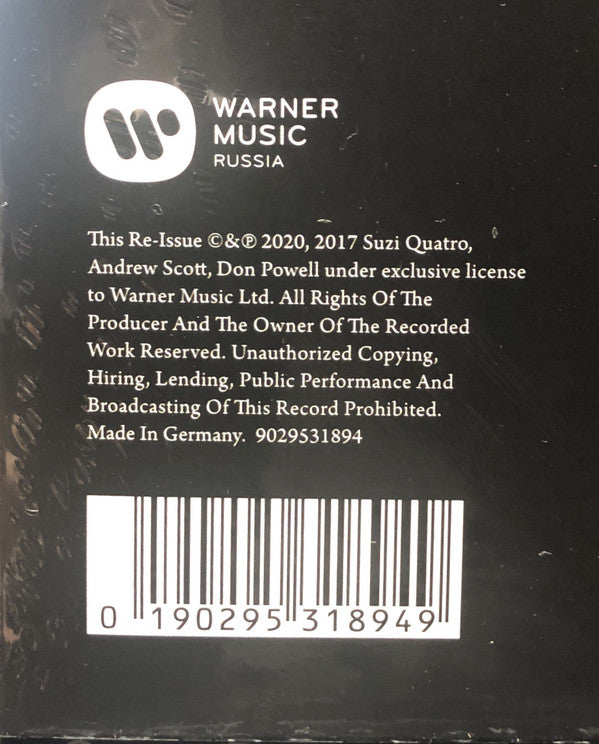 WARNER
MUSIC
RUSSIA
This Re-Issue ©&℗ 2020, 2017 Suzi Quatro,
Andrew Scott, Don Powell under exclusive license
to Warner Music Ltd. All Rights Of The
Producer And The Owner Of The Recorded
Work Reserved. Unauthorized Copying,
Hiring, Lending, Public Performance And
Broadcasting Of This Record Prohibited.
Made In Germany. 9029531894
0 190295 318949